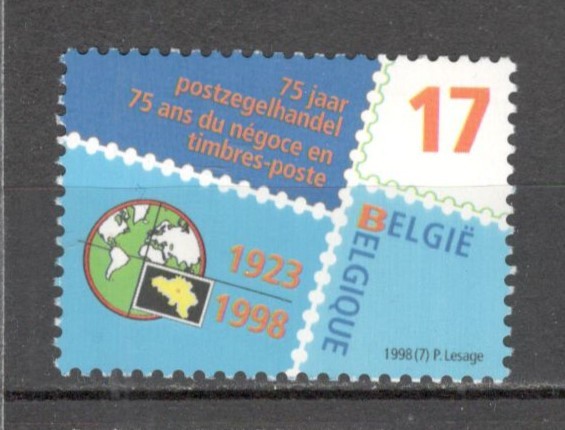 75 jaar
postzegelhandel
75 ans du négoce en
timbres-poste
17
BELGIË
BELGIQUE
1923
1998
1998 (7) P. Lesage